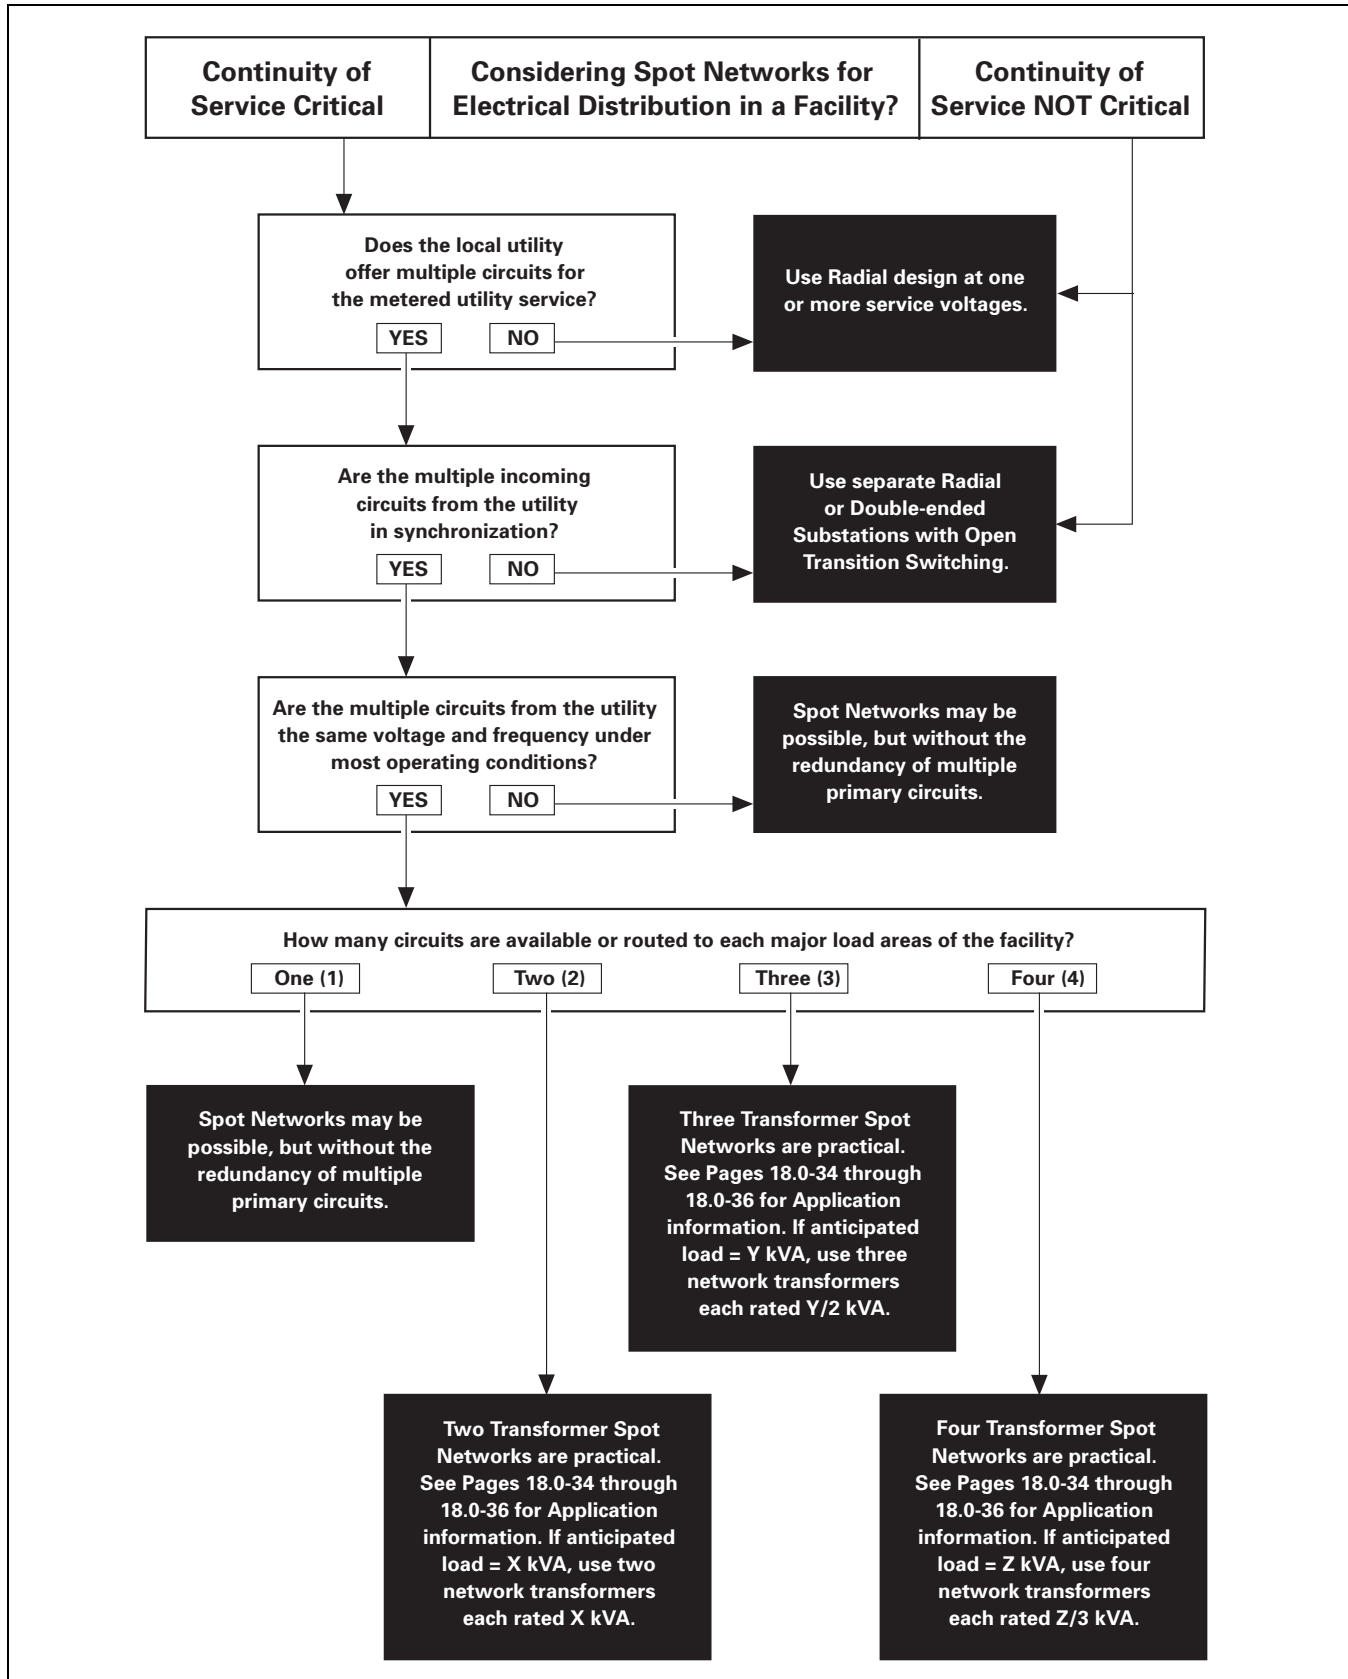 Continuity of
Service Critical
Considering Spot Networks for
Electrical Distribution in a Facility?
Continuity of
Service NOT Critical
Does the local utility
offer multiple circuits for
the metered utility service?
YES
NO
Use Radial design at one
or more service voltages.
Are the multiple incoming
circuits from the utility
in synchronization?
YES
NO
Use separate Radial
or Double-ended
Substations with Open
Transition Switching.
Are the multiple circuits from the utility
the same voltage and frequency under
most operating conditions?
YES
NO
Spot Networks may be
possible, but without the
redundancy of multiple
primary circuits.
How many circuits are available or routed to each major load areas of the facility?
One (1)
Two (2)
Three (3)
Four (4)
Spot Networks may be
possible, but without the
redundancy of multiple
primary circuits.
Three Transformer Spot
Networks are practical.
See Pages 18.0-34 through
18.0-36 for Application
information. If anticipated
load = Y kVA, use three
network transformers
each rated Y/2 kVA.
Two Transformer Spot
Networks are practical.
See Pages 18.0-34 through
18.0-36 for Application
information. If anticipated
load = X kVA, use two
network transformers
each rated X kVA.
Four Transformer Spot
Networks are practical.
See Pages 18.0-34 through
18.0-36 for Application
information. If anticipated
load = Z kVA, use four
network transformers
each rated Z/3 kVA.